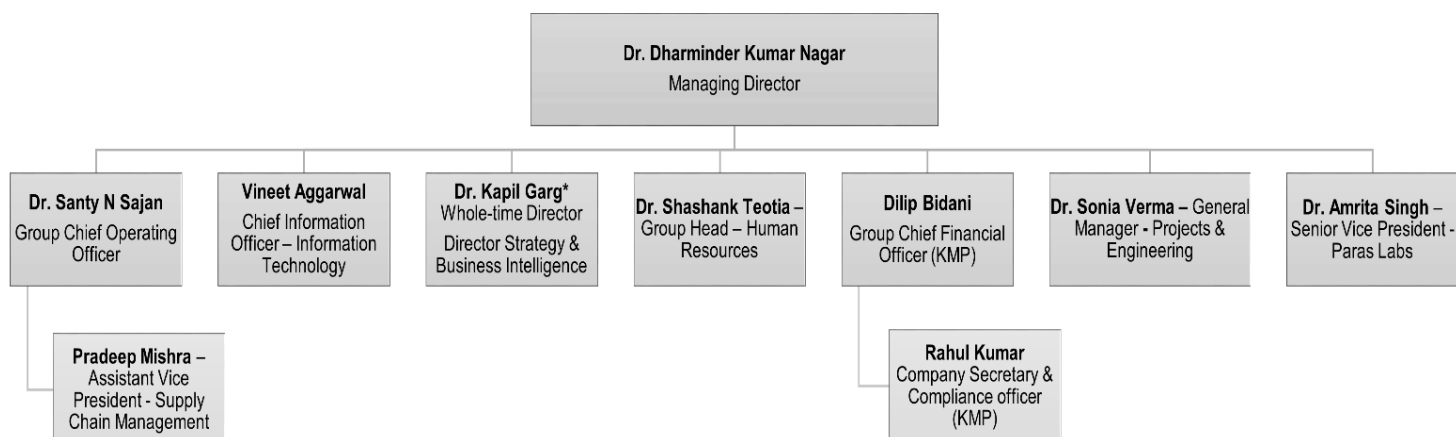 Dr. Dharminder Kumar Nagar
Managing Director
Dr. Santy N Sajan
Group Chief Operating
Officer
Vineet Aggarwal
Chief Information
Officer – Information
Technology
Dr. Kapil Garg*
Whole-time Director
Director Strategy &
Business Intelligence
Dr. Shashank Teotia –
Group Head – Human
Resources
Dilip Bidani
Group Chief Financial
Officer (KMP)
Dr. Sonia Verma – General
Manager - Projects &
Engineering
Dr. Amrita Singh –
Senior Vice President -
Paras Labs
Pradeep Mishra –
Assistant Vice
President - Supply
Chain Management
Rahul Kumar
Company Secretary &
Compliance officer
(KMP)